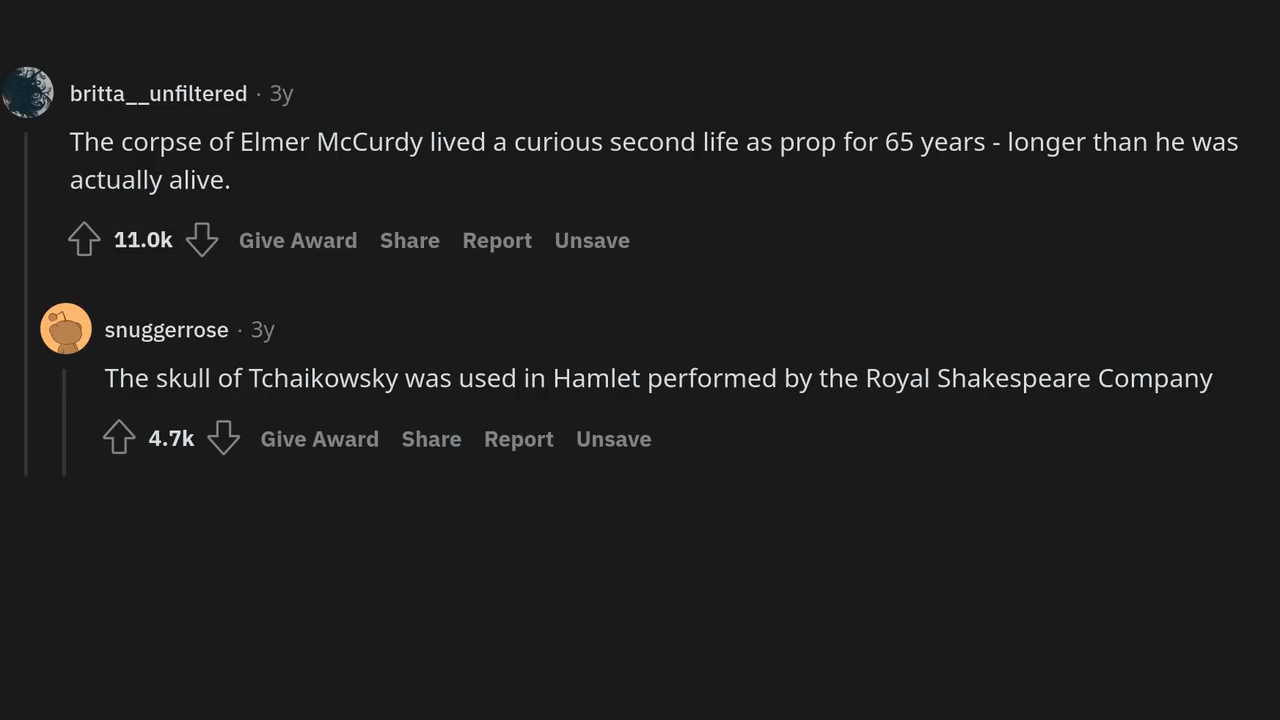 britta__unfiltered · 3y
The corpse of Elmer McCurdy lived a curious second life as prop for 65 years - longer than he was
actually alive.
11.0k Give Award Share Report Unsave
snuggerrose · 3y
The skull of Tchaikowsky was used in Hamlet performed by the Royal Shakespeare Company
4.7k Give Award Share Report Unsave